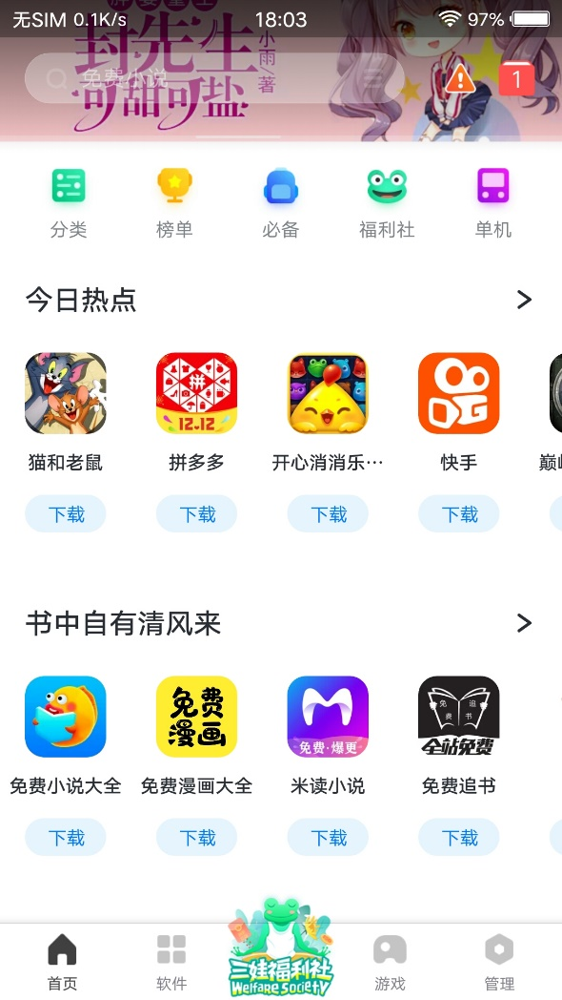 无SIM 0.1K/s
18:03
97%
封先生
小雨著
可甜可盐
免费小说
1
分类
榜单
必备
福利社
单机
今日热点
拼
12.12
猫和老鼠
拼多多
开心消消乐…
快手
下载
下载
下载
下载
书中自有清风来
免费
漫画
免费·爆更
免费
追书
全站免费
免费小说大全
免费漫画大全
米读小说
免费追书
下载
下载
下载
下载
三娃福利社
Welfare Society
首页
软件
游戏
管理